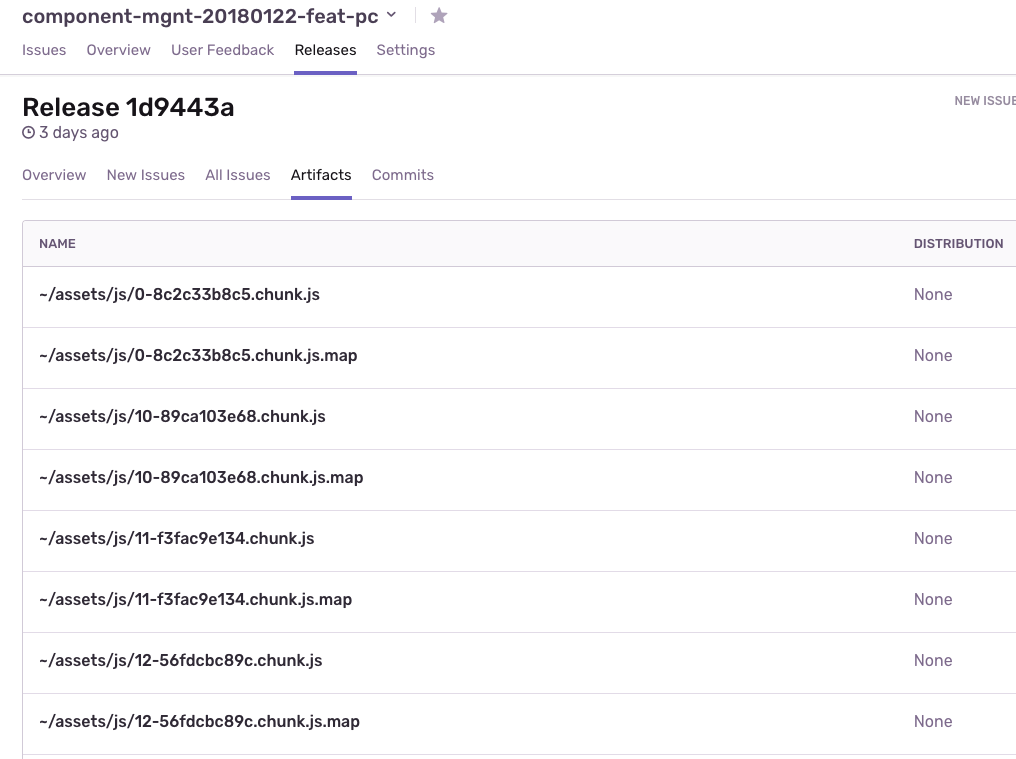 component-mgnt-20180122-feat-pc
Issues Overview User Feedback Releases Settings
Release 1d9443a
NEW ISSUE
3 days ago
Overview New Issues All Issues Artifacts Commits
NAME DISTRIBUTION
~/assets/js/0-8c2c33b8c5.chunk.js None
~/assets/js/0-8c2c33b8c5.chunk.js.map None
~/assets/js/10-89ca103e68.chunk.js None
~/assets/js/10-89ca103e68.chunk.js.map None
~/assets/js/11-f3fac9e134.chunk.js None
~/assets/js/11-f3fac9e134.chunk.js.map None
~/assets/js/12-56fdcbc89c.chunk.js None
~/assets/js/12-56fdcbc89c.chunk.js.map None